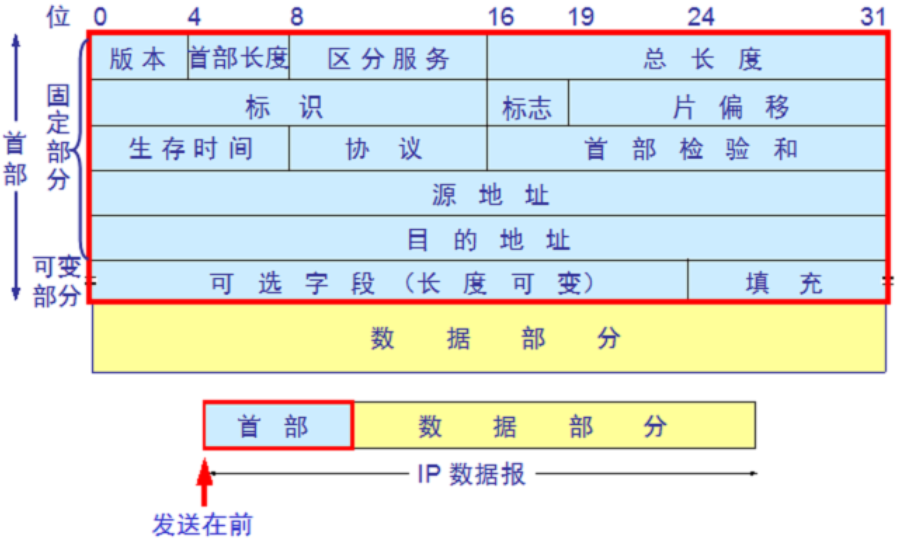 位 0 4 8 16 19 24 31
版本 首部长度 区分服务 总长度
标识 标志 片偏移
生存时间 协议 首部检验和
源地址
目的地址
可选字段（长度可变） 填充
首部
固定部分
可变部分
数据部分
首部 数据部分
IP 数据报
发送在前